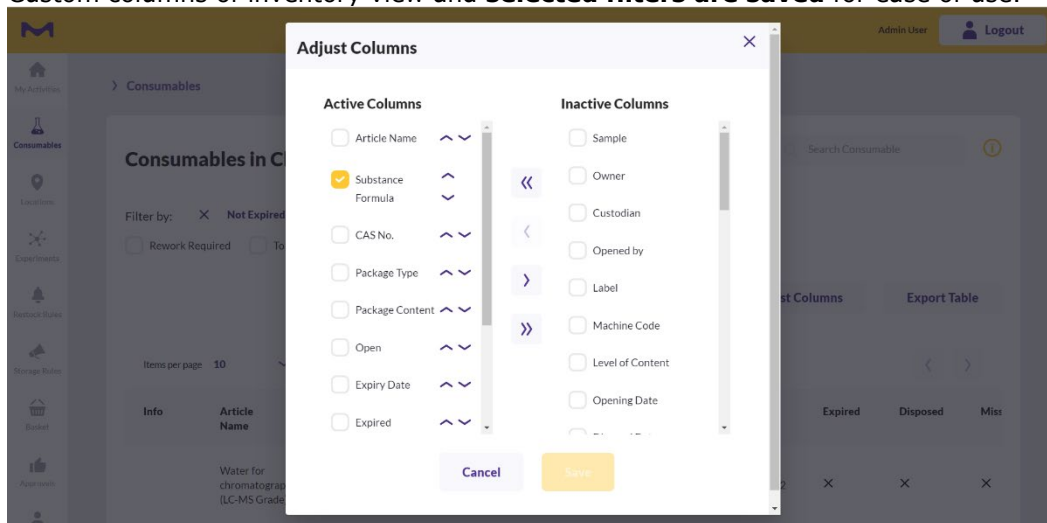 Custom columns of inventory view and selected filters are saved for ease of use.
Admin User
Logout
Adjust Columns
My Activities
> Consumables
Active Columns
Inactive Columns
Consumables
Article Name
Sample
Search Consumable
Consumables in C
Substance
Formula
Owner
Locations
Filter by:
Not Expired
Custodian
CAS No.
Rework Required
To
Opened by
Experiments
Package Type
Label
Adjust Columns
Export Table
Package Content
Machine Code
Open
Items per page
10
Level of Content
Storage Rules
Expiry Date
Opening Date
Info
Article
Name
Expired
Disposed
Basket
Expired
Water for
chromatograp
(LC-MS Grade
Cancel
Save
Approvals